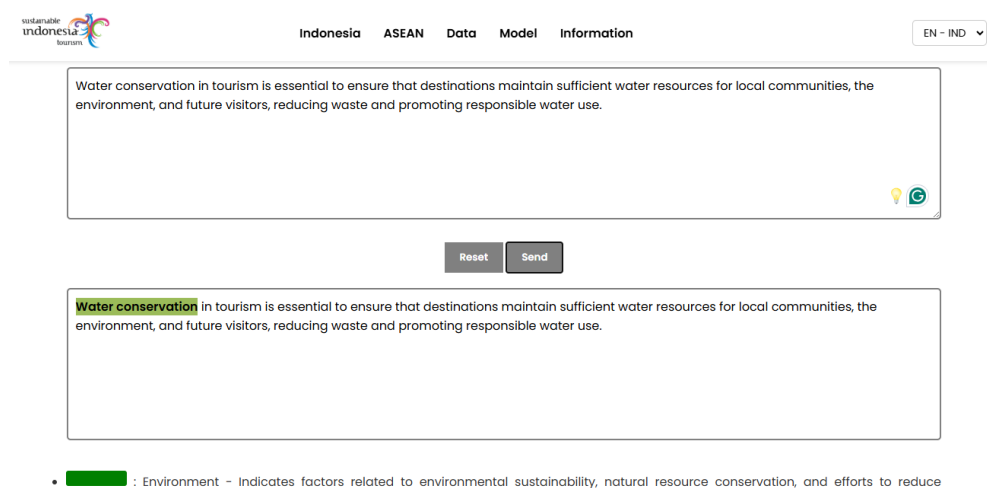 sustainable
indonesia
tourism
Indonesia ASEAN Data Model Information
EN - IND
Water conservation in tourism is essential to ensure that destinations maintain sufficient water resources for local communities, the
environment, and future visitors, reducing waste and promoting responsible water use.
Reset Send
Water conservation in tourism is essential to ensure that destinations maintain sufficient water resources for local communities, the
environment, and future visitors, reducing waste and promoting responsible water use.
• : Environment - Indicates factors related to environmental sustainability, natural resource conservation, and efforts to reduce